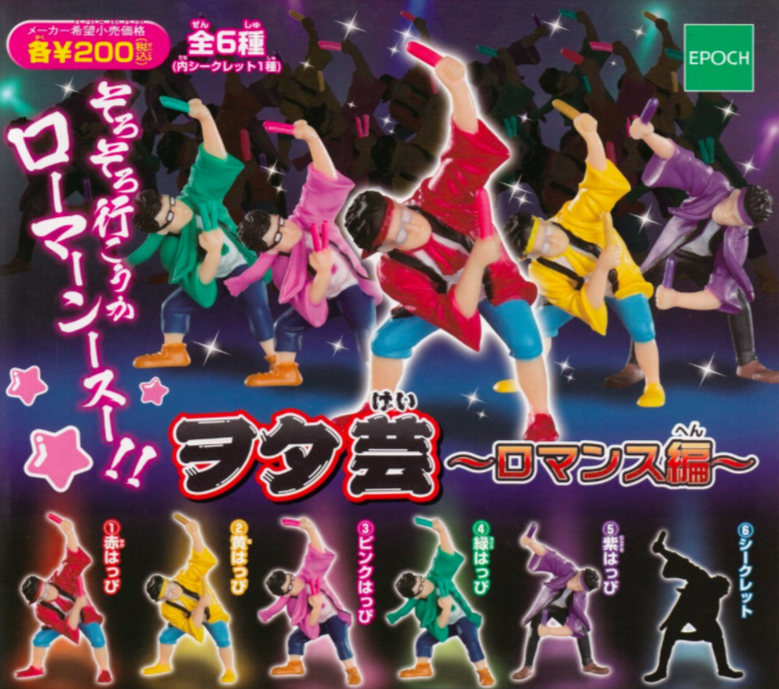 メーカー希望小売価格
各¥200(税込)
全6種
(内シークレット1種)
EPOCH
そろそろ行こうか
ローマーンースー!!
ヲタ芸
〜ロマンス編〜
①赤はっぴ
②黄はっぴ
③ピンクはっぴ
④緑はっぴ
⑤紫はっぴ
⑥シークレット